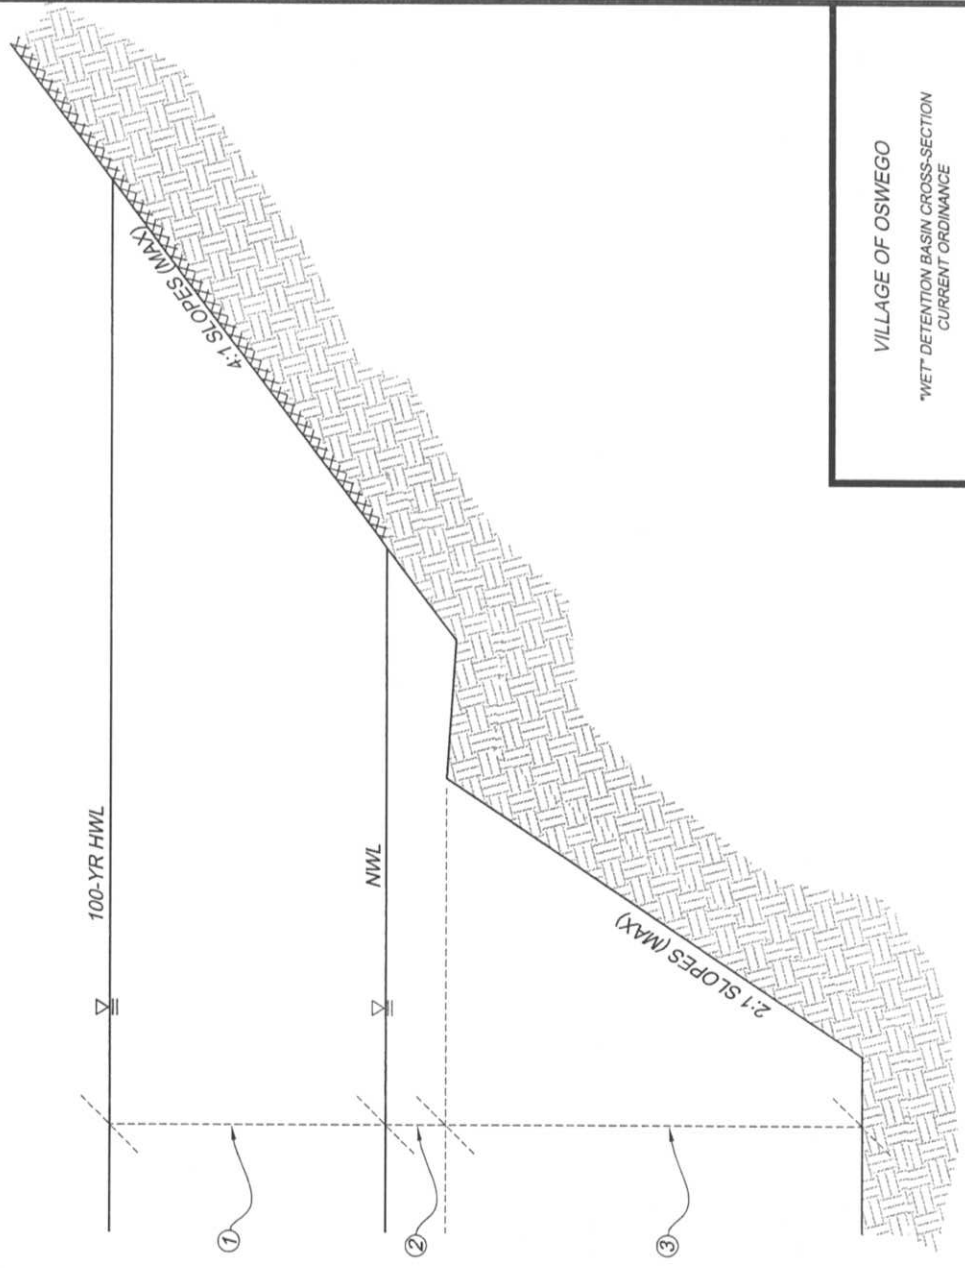 100-YR HWL
4:1 SLOPES (MAX)
NWL
2:1 SLOPES (MAX)
1
2
3
VILLAGE OF OSWEGO
"WET" DETENTION BASIN CROSS-SECTION
CURRENT ORDINANCE